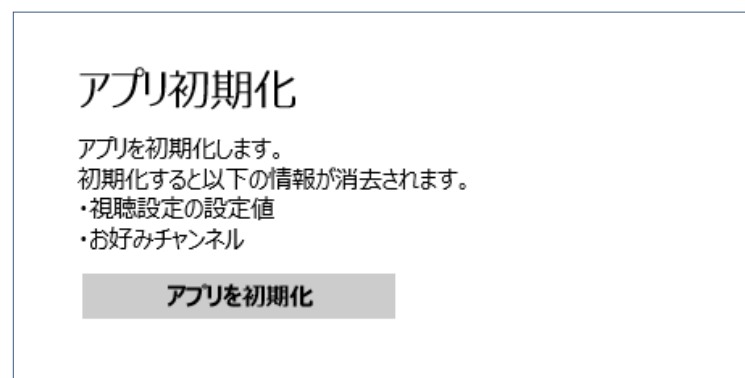 アプリ初期化
アプリを初期化します。
初期化すると以下の情報が消去されます。
・視聴設定の設定値
・お好みチャンネル
アプリを初期化